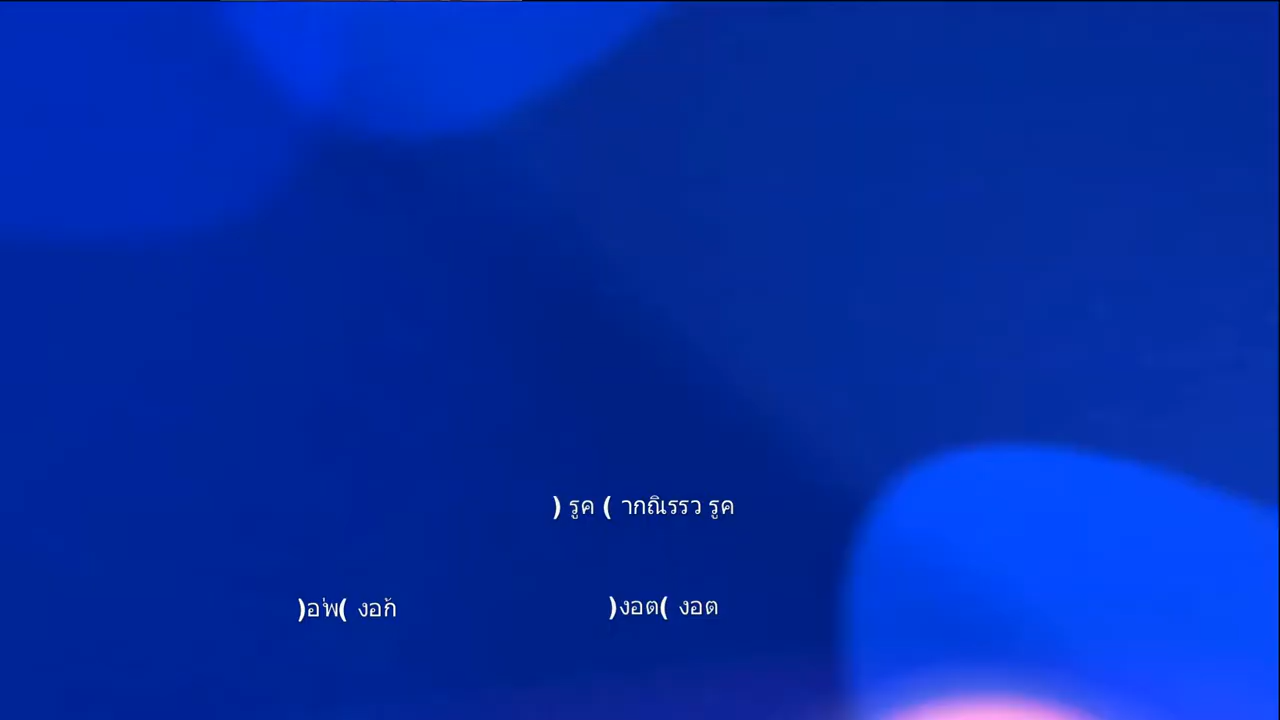 ) รูค ( ากณิรรว รูค
)อพ่( งอก้
)งอต( งอต